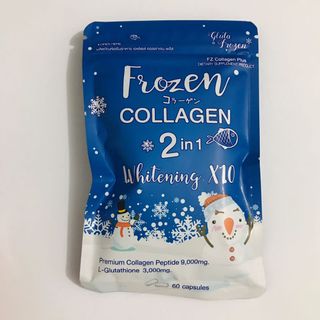 Gluta
Frozen
FZ Collagen Plus
DIETARY SUPPLEMENT PRODUCT
Frozen
コラーゲン
COLLAGEN
2 in 1
Whitening X10
Premium Collagen Peptide 9,000mg.
L-Glutathione 3,000mg.
60 capsules